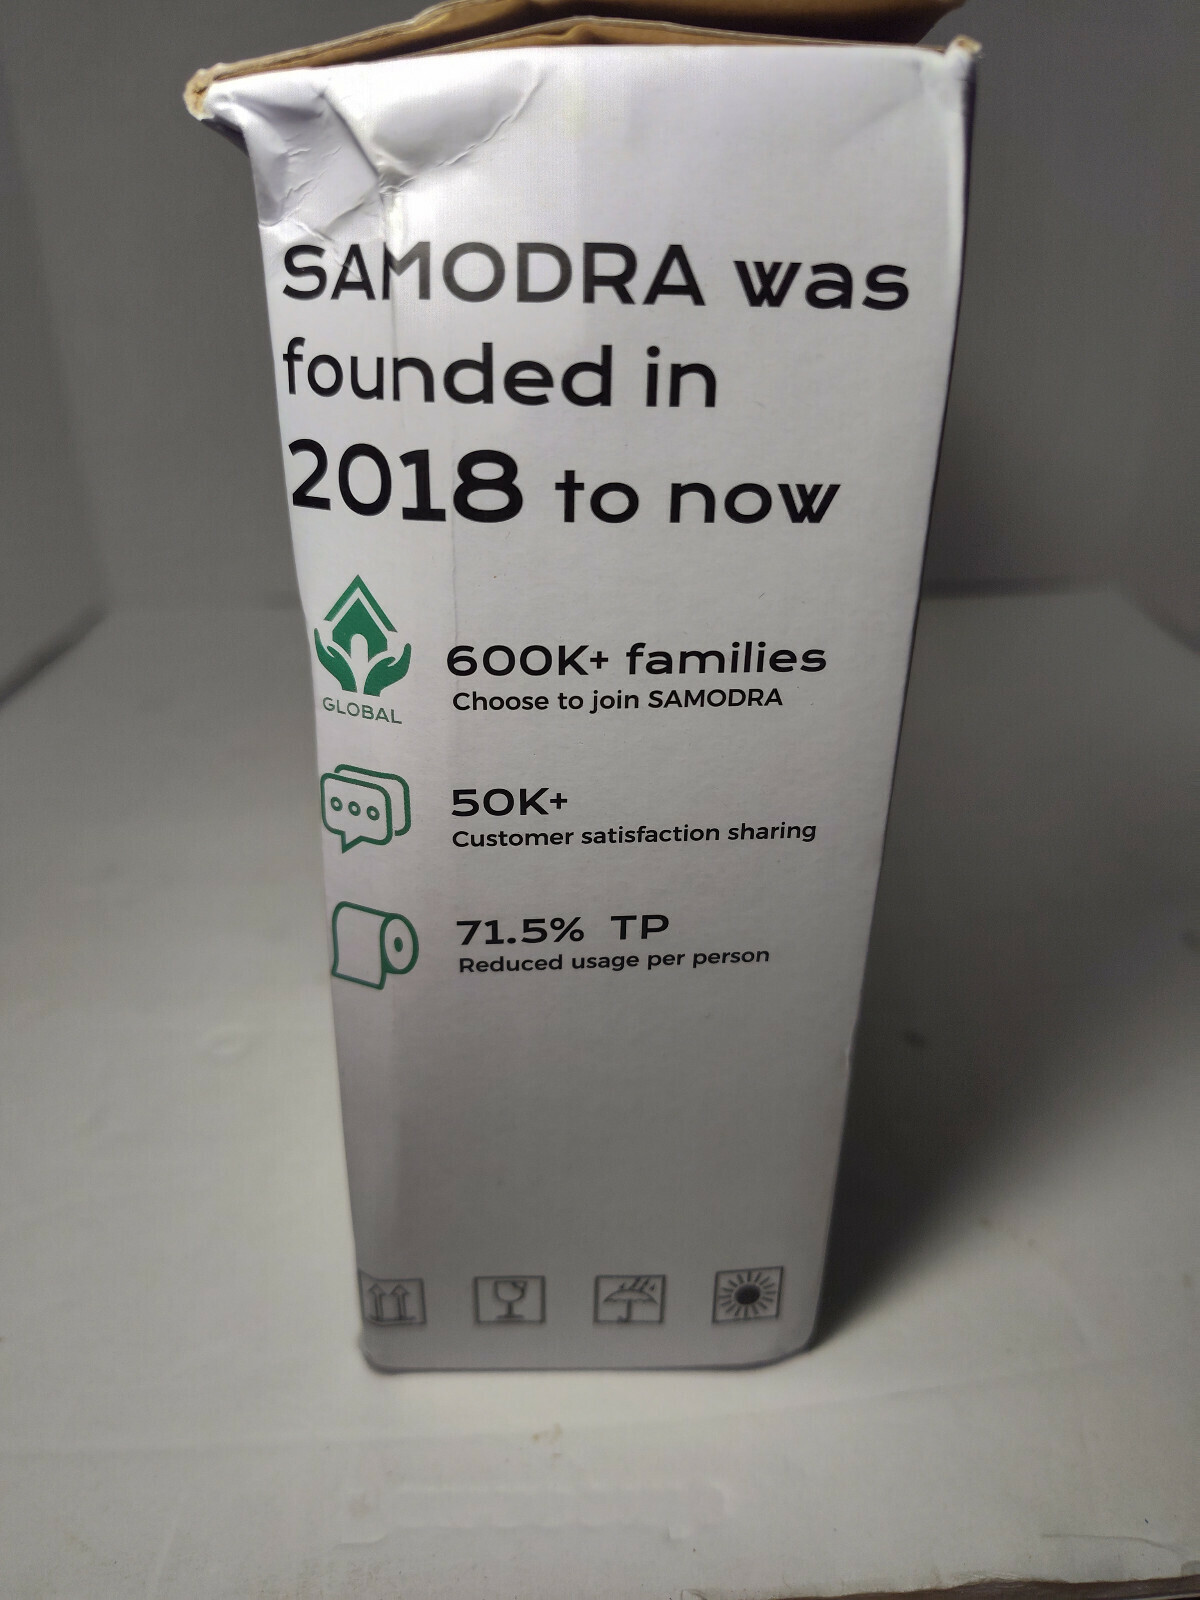 SAMODRA was
founded in
2018 to now
GLOBAL
600K+ families
Choose to join SAMODRA
50K+
Customer satisfaction sharing
71.5% TP
Reduced usage per person